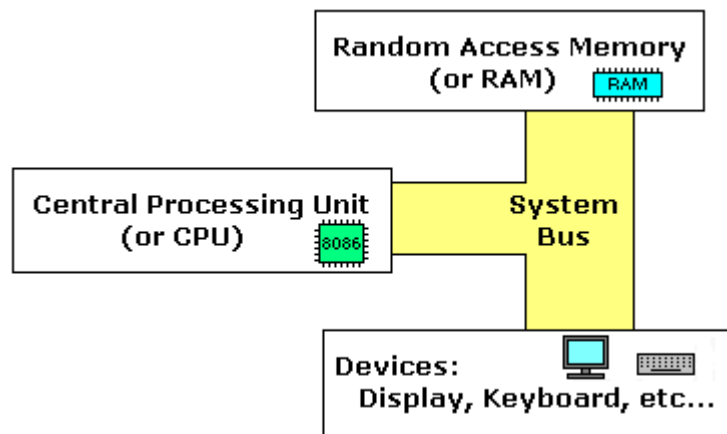 Random Access Memory
(or RAM)
RAM
Central Processing Unit
(or CPU)
8086
System
Bus
Devices:
Display, Keyboard, etc...